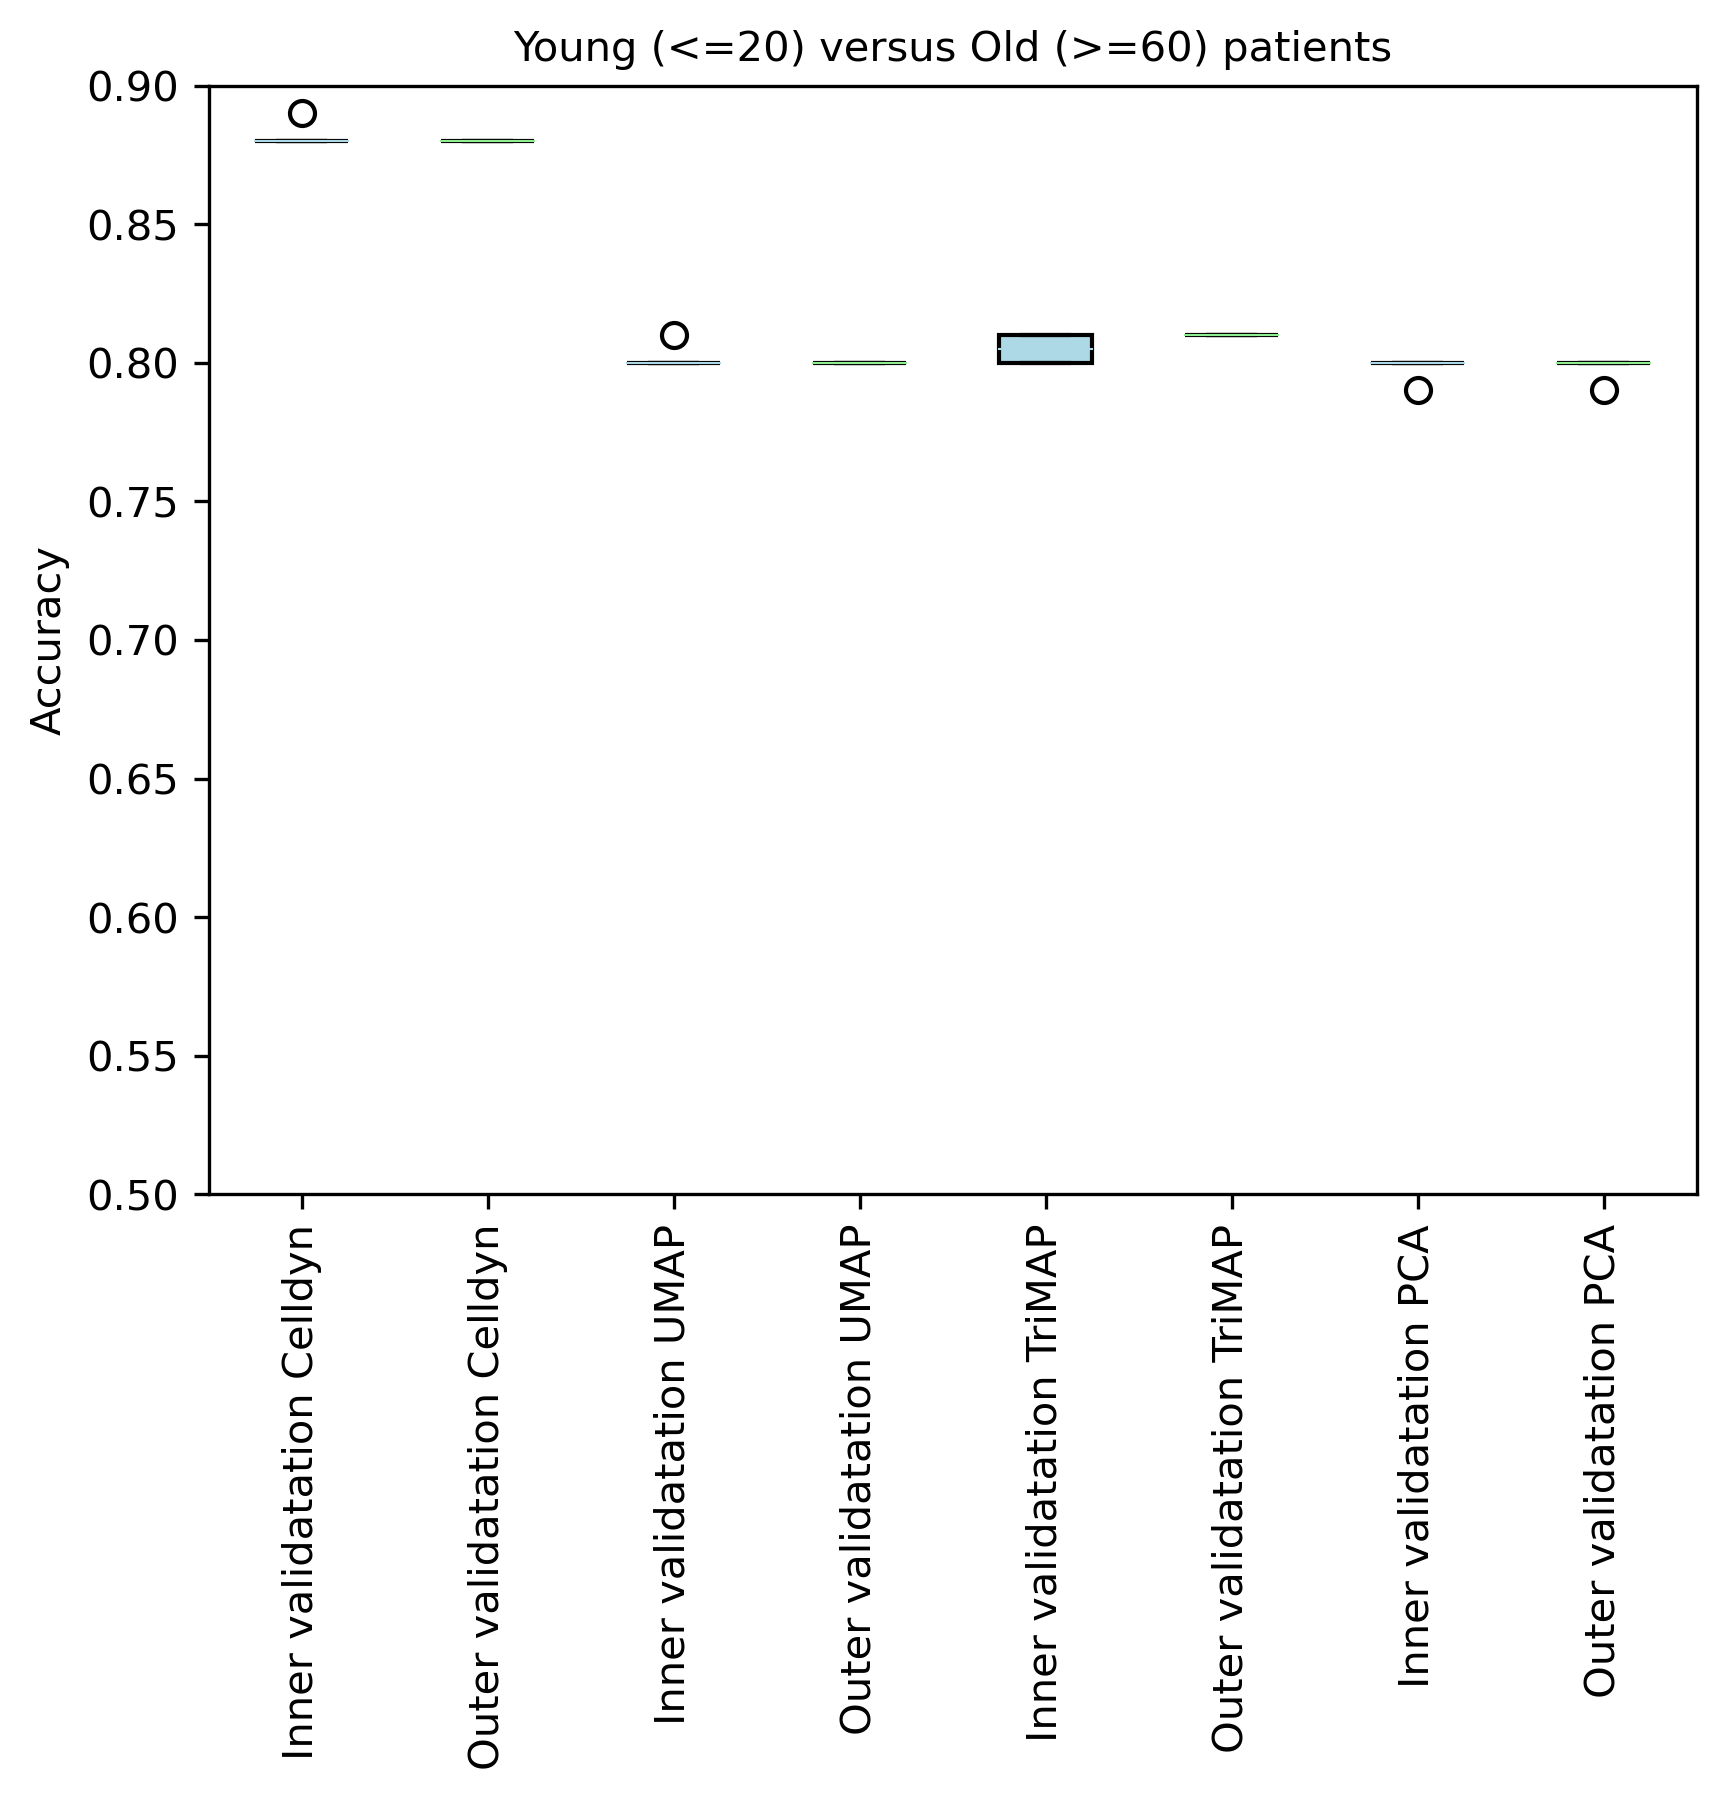 Young (<=20) versus Old (>=60) patients
0.90
0.85
0.80
0.75
0.70
0.65
0.60
0.55
0.50
Accuracy
Inner validatation Celldyn
Outer validatation Celldyn
Inner validatation UMAP
Outer validatation UMAP
Inner validatation TriMAP
Outer validatation TriMAP
Inner validatation PCA
Outer validatation PCA